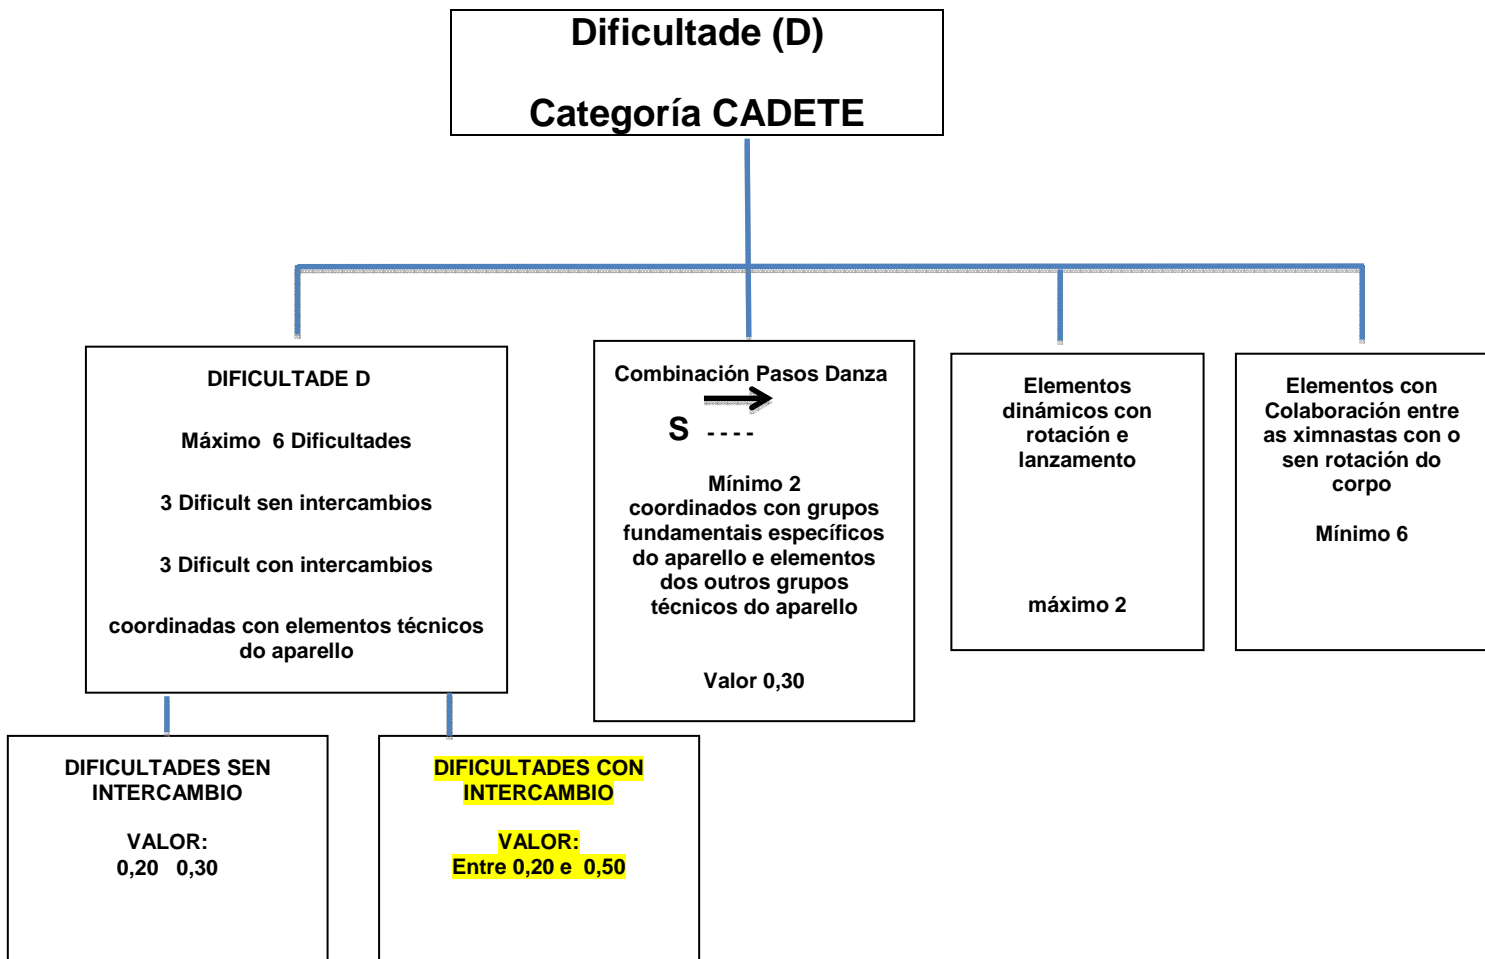 Dificultade (D)
Categoría CADETE
DIFICULTADE D
Máximo 6 Dificultades
3 Dificult sen intercambios
3 Dificult con intercambios
coordinadas con elementos técnicos
do aparello
Combinación Pasos Danza
S ----
Mínimo 2
coordinados con grupos
fundamentais específicos
do aparello e elementos
dos outros grupos
técnicos do aparello
Valor 0,30
Elementos
dinámicos con
rotación e
lanzamento
máximo 2
Elementos con
Colaboración entre
as ximnastas con o
sen rotación do
corpo
Mínimo 6
DIFICULTADES SEN
INTERCAMBIO
VALOR:
0,20 0,30
DIFICULTADES CON
INTERCAMBIO
VALOR:
Entre 0,20 e 0,50